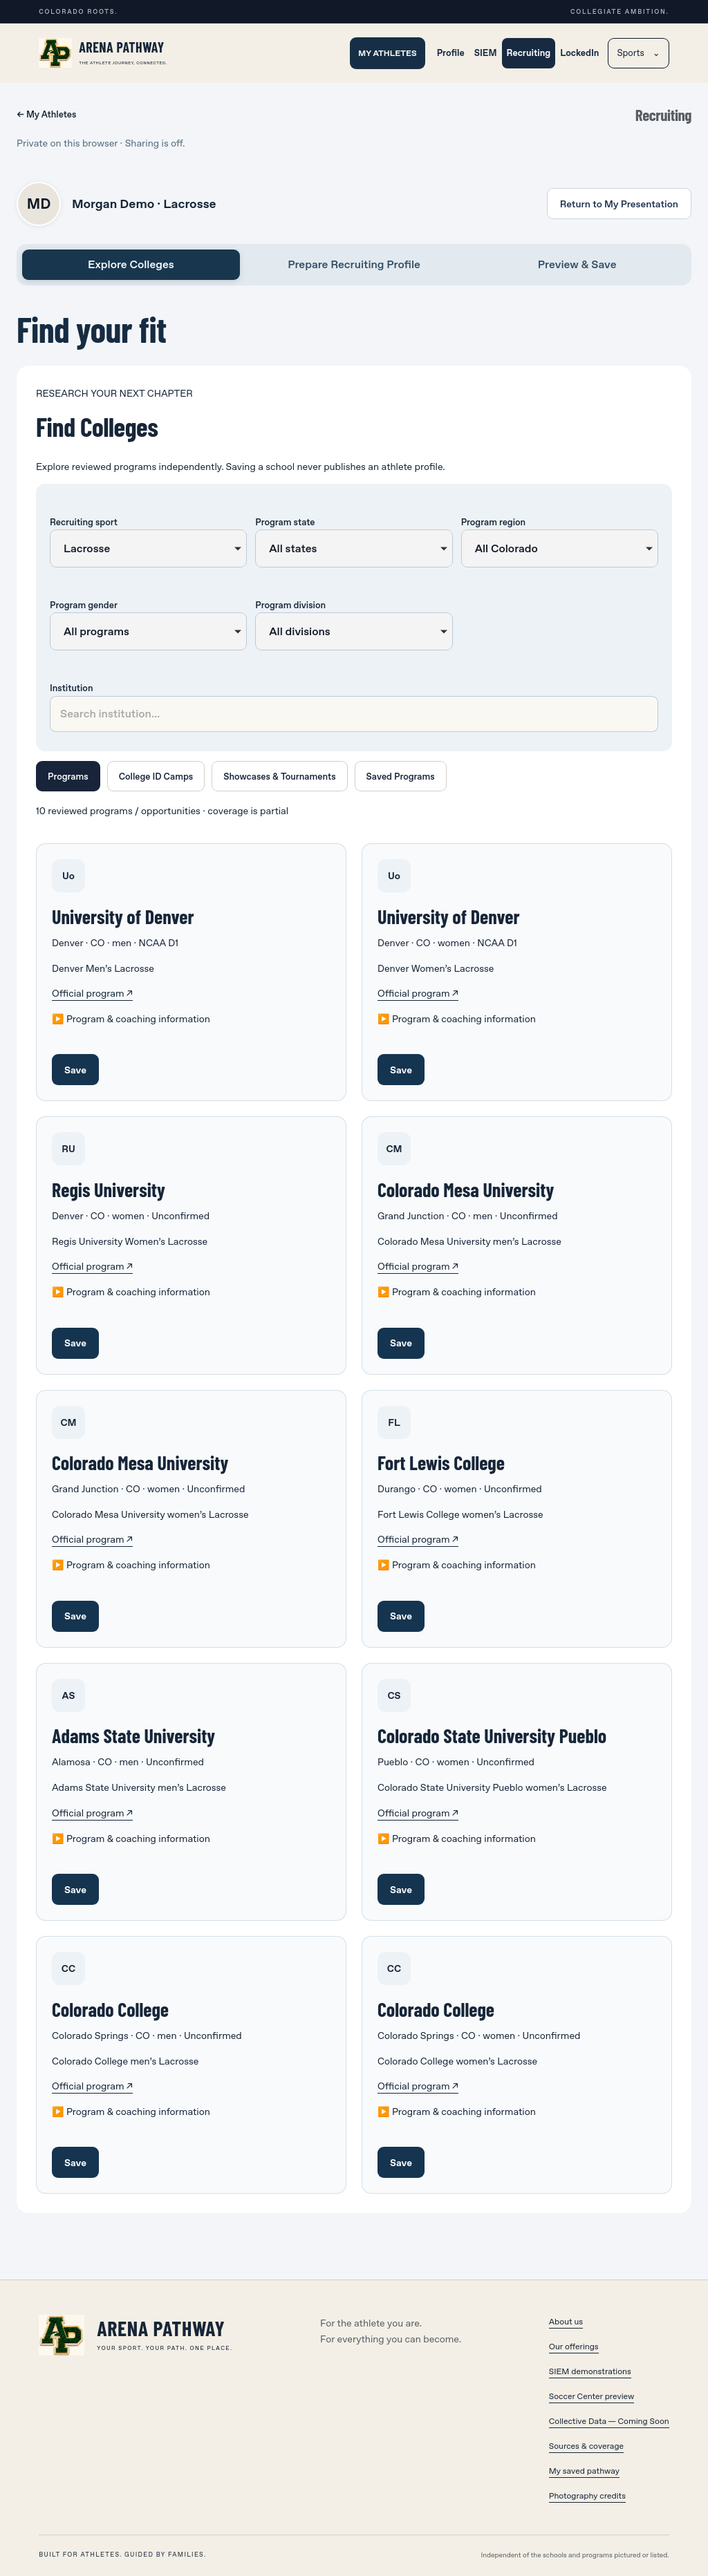 COLORADO ROOTS.
COLLEGIATE AMBITION.
AP
ARENA PATHWAY
THE ATHLETE JOURNEY, CONNECTED.
MY ATHLETES
Profile
SIEM
Recruiting
LockedIn
Sports
← My Athletes
Recruiting
Private on this browser · Sharing is off.
MD
Morgan Demo · Lacrosse
Return to My Presentation
Explore Colleges
Prepare Recruiting Profile
Preview & Save
Find your fit
RESEARCH YOUR NEXT CHAPTER
Find Colleges
Explore reviewed programs independently. Saving a school never publishes an athlete profile.
Recruiting sport
Program state
Program region
Lacrosse
All states
All Colorado
Program gender
Program division
All programs
All divisions
Institution
Search institution...
Programs
College ID Camps
Showcases & Tournaments
Saved Programs
10 reviewed programs / opportunities · coverage is partial
Uo
University of Denver
Denver · CO · men · NCAA D1
Denver Men's Lacrosse
Official program ↗
Program & coaching information
Save
Uo
University of Denver
Denver · CO · women · NCAA D1
Denver Women's Lacrosse
Official program ↗
Program & coaching information
Save
RU
Regis University
Denver · CO · women · Unconfirmed
Regis University Women's Lacrosse
Official program ↗
Program & coaching information
Save
CM
Colorado Mesa University
Grand Junction · CO · men · Unconfirmed
Colorado Mesa University men's Lacrosse
Official program ↗
Program & coaching information
Save
CM
Colorado Mesa University
Grand Junction · CO · women · Unconfirmed
Colorado Mesa University women's Lacrosse
Official program ↗
Program & coaching information
Save
FL
Fort Lewis College
Durango · CO · women · Unconfirmed
Fort Lewis College women's Lacrosse
Official program ↗
Program & coaching information
Save
AS
Adams State University
Alamosa · CO · men · Unconfirmed
Adams State University men's Lacrosse
Official program ↗
Program & coaching information
Save
CS
Colorado State University Pueblo
Pueblo · CO · women · Unconfirmed
Colorado State University Pueblo women's Lacrosse
Official program ↗
Program & coaching information
Save
CC
Colorado College
Colorado Springs · CO · men · Unconfirmed
Colorado College men's Lacrosse
Official program ↗
Program & coaching information
Save
CC
Colorado College
Colorado Springs · CO · women · Unconfirmed
Colorado College women's Lacrosse
Official program ↗
Program & coaching information
Save
AP
ARENA PATHWAY
YOUR SPORT. YOUR PATH. ONE PLACE.
For the athlete you are.
For everything you can become.
About us
Our offerings
SIEM demonstrations
Soccer Center preview
Collective Data — Coming Soon
Sources & coverage
My saved pathway
Photography credits
BUILT FOR ATHLETES. GUIDED BY FAMILIES.
Independent of the schools and programs pictured or listed.